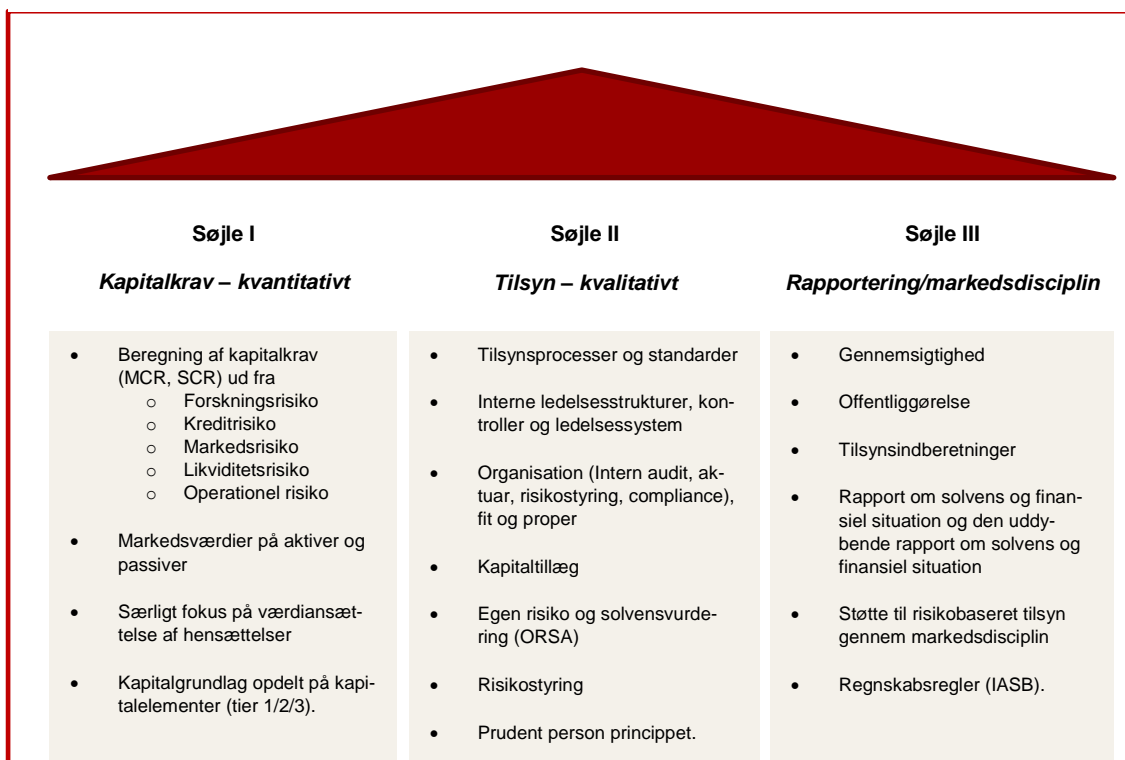 Søjle I
Kapitalkrav – kvantitativt
• Beregning af kapitalkrav
(MCR, SCR) ud fra
o Forskningsrisiko
o Kreditrisiko
o Markedsrisiko
o Likviditetsrisiko
o Operationel risiko
• Markedsværdier på aktiver og
passiver
• Særligt fokus på værdiansæt-
telse af hensættelser
• Kapitalgrundlag opdelt på kapi-
talelementer (tier 1/2/3).
Søjle II
Tilsyn – kvalitativt
• Tilsynsprocesser og standarder
• Interne ledelsesstrukturer, kon-
troller og ledelsessystem
• Organisation (Intern audit, ak-
tuar, risikostyring, compliance),
fit og proper
• Kapitaltillæg
• Egen risiko og solvensvurde-
ring (ORSA)
• Risikostyring
• Prudent person princippet.
Søjle III
Rapportering/markedsdisciplin
• Gennemsigtighed
• Offentliggørelse
• Tilsynsindberetninger
• Rapport om solvens og finan-
siel situation og den uddy-
bende rapport om solvens og
finansiel situation
• Støtte til risikobaseret tilsyn
gennem markedsdisciplin
• Regnskabsregler (IASB).